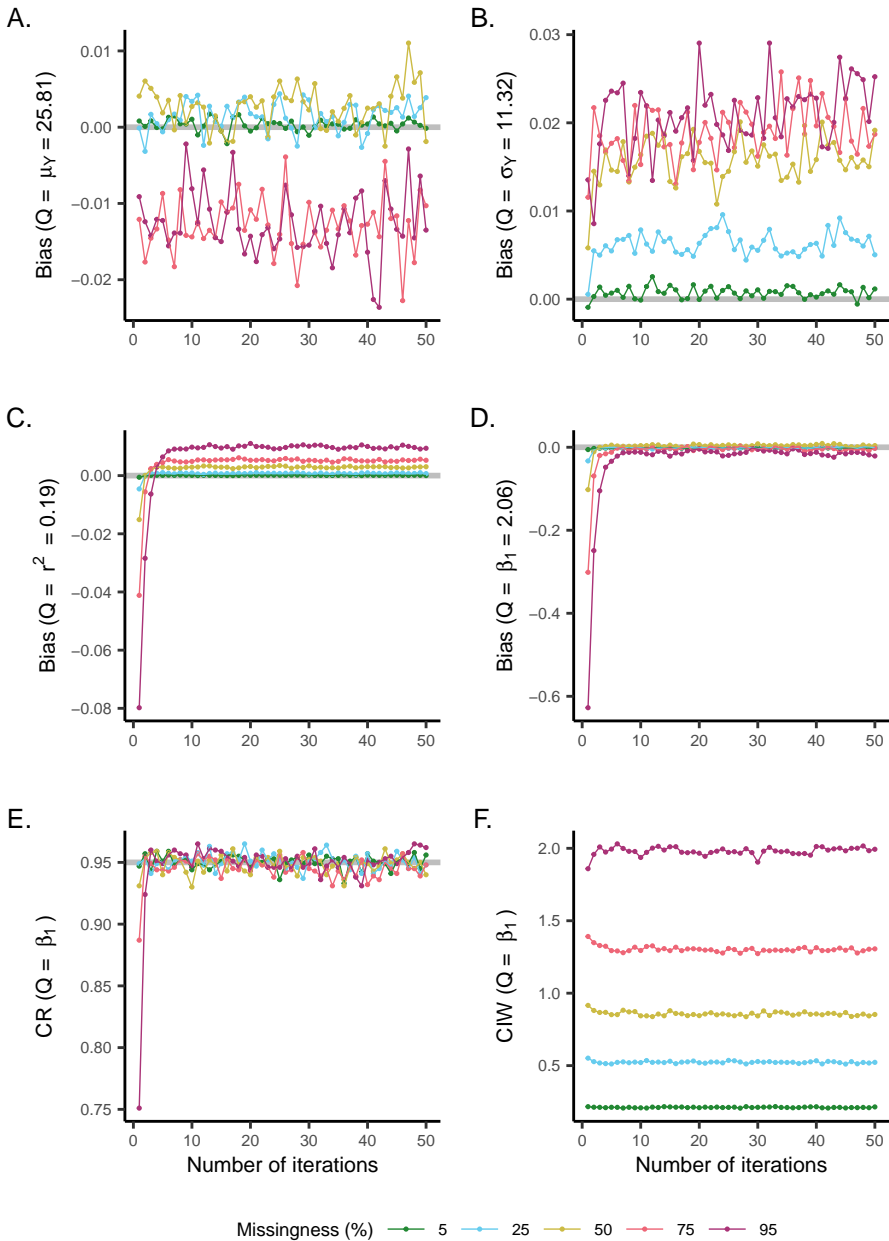 A.
Bias (Q = μY = 25.81)
0.01
0.00
−0.01
−0.02
0 10 20 30 40 50
B.
Bias (Q = σY = 11.32)
0.03
0.02
0.01
0.00
0 10 20 30 40 50
C.
Bias (Q = r² = 0.19)
0.00
−0.02
−0.04
−0.06
−0.08
0 10 20 30 40 50
D.
Bias (Q = β1 = 2.06)
0.0
−0.2
−0.4
−0.6
0 10 20 30 40 50
E.
CR (Q = β1)
0.95
0.90
0.85
0.80
0.75
0 10 20 30 40 50
Number of iterations
F.
CIW (Q = β1)
2.0
1.5
1.0
0.5
0 10 20 30 40 50
Number of iterations
Missingness (%) 5 25 50 75 95